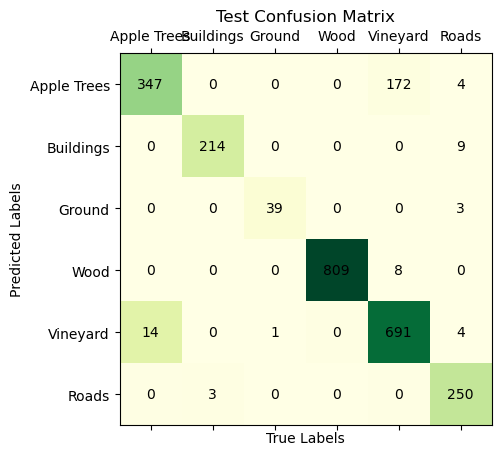 Test Confusion Matrix
Apple Trees Buildings Ground Wood Vineyard Roads
Apple Trees 347 0 0 0 172 4
Buildings 0 214 0 0 0 9
Ground 0 0 39 0 0 3
Wood 0 0 0 809 8 0
Vineyard 14 0 1 0 691 4
Roads 0 3 0 0 0 250
Predicted Labels
True Labels